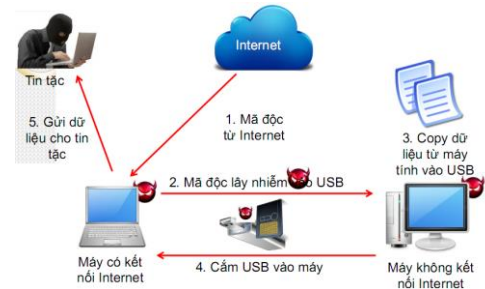 Internet
Tin tặc
5. Gửi dữ
liệu cho tin
tặc
1. Mã độc
từ Internet
3. Copy dữ
liệu từ máy
tính vào USB
2. Mã độc lây nhiễm vào USB
Máy có kết
nối Internet
4. Cắm USB vào máy
Máy không kết
nối Internet